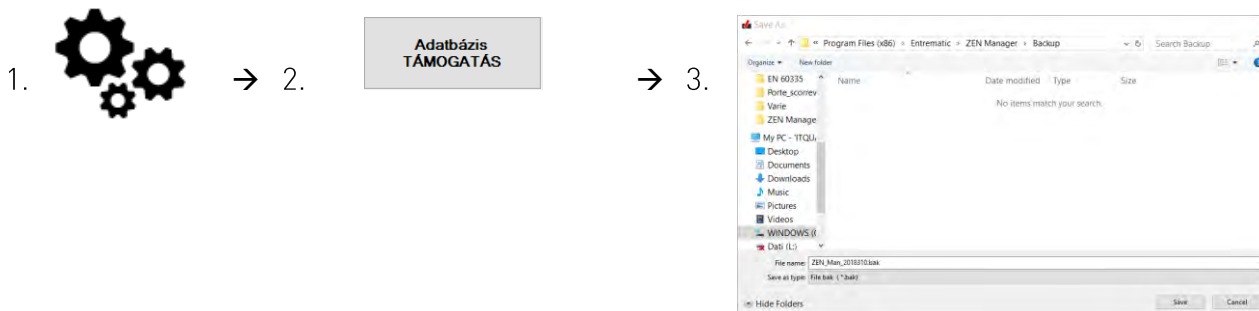 1.
→ 2.
Adatbázis
TÁMOGATÁS
→ 3.
Save As
Program Files (x86) › Entrematic › ZEN Manager › Backup
Search Backup
Organize New folder
EN 60335
Porte_scorrev
Varie
ZEN Manage
My PC - 'ITQU
Desktop
Documents
Downloads
Music
Pictures
Videos
WINDOWS (
Dati (L:)
Name Date modified Type Size
No items match your search.
File name: ZEN_Man_2018310.bak
Save as type: File bak (*.bak)
Hide Folders
Save Cancel